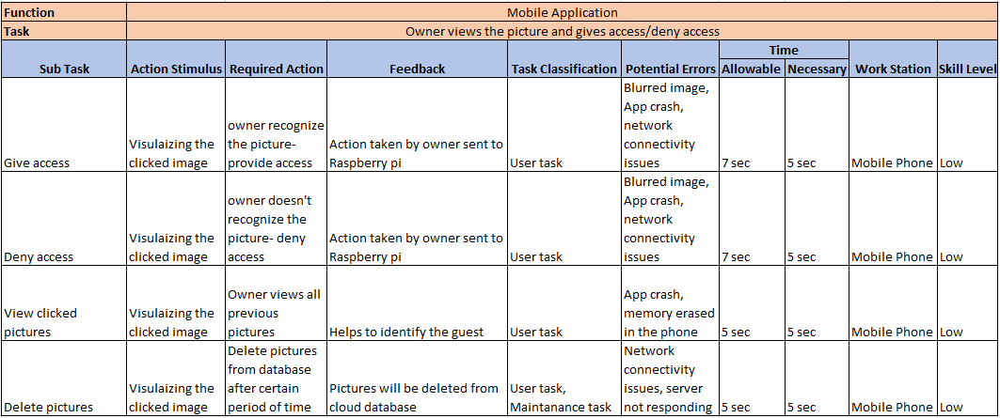 Function Mobile Application
Task Owner views the picture and gives access/deny access
Sub Task Action Stimulus Required Action Feedback Task Classification Potential Errors Time Work Station Skill Level
Allowable Necessary
Give access
Visulaizing the
clicked image
owner recognize
the picture-
provide access
Action taken by owner sent to
Raspberry pi
User task
Blurred image,
App crash,
network
connectivity
issues
7 sec
5 sec
Mobile Phone
Low
Deny access
Visulaizing the
clicked image
owner doesn't
recognize the
picture- deny
access
Action taken by owner sent to
Raspberry pi
User task
Blurred image,
App crash,
network
connectivity
issues
7 sec
5 sec
Mobile Phone
Low
View clicked
pictures
Visulaizing the
clicked image
Owner views all
previous
pictures
Helps to identify the guest
User task
App crash,
memory erased
in the phone
5 sec
5 sec
Mobile Phone
Low
Delete pictures
Visulaizing the
clicked image
Delete pictures
from database
after certain
period of time
Pictures will be deleted from
cloud database
User task,
Maintanance task
Network
connectivity
issues, server
not responding
5 sec
5 sec
Mobile Phone
Low